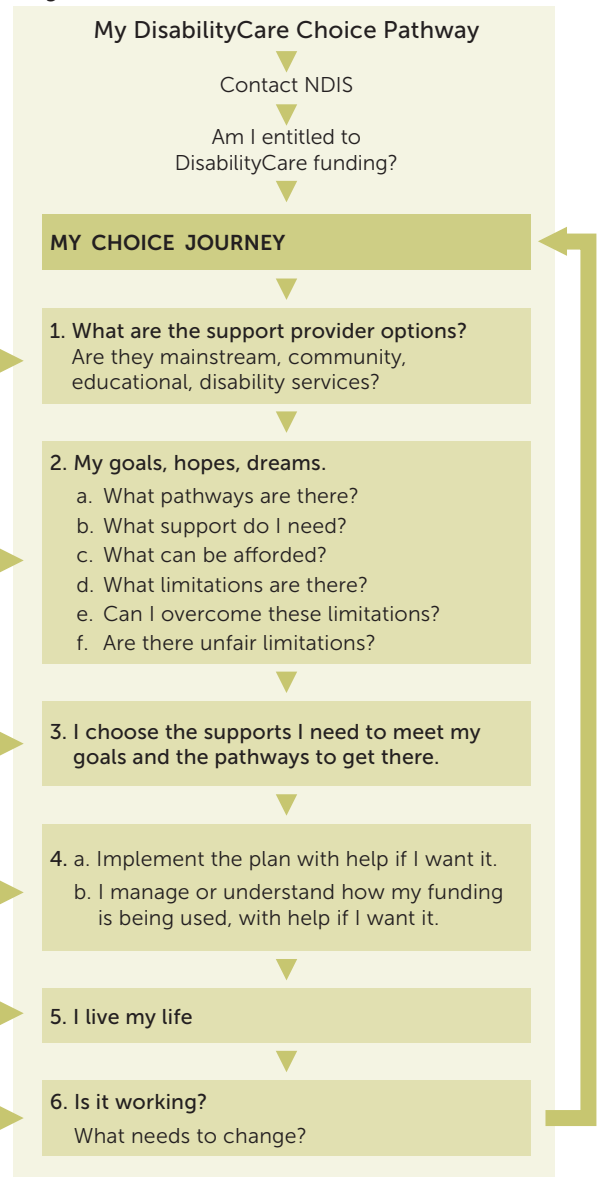 My DisabilityCare Choice Pathway
Contact NDIS
Am I entitled to
DisabilityCare funding?
MY CHOICE JOURNEY
1. What are the support provider options?
Are they mainstream, community,
educational, disability services?
2. My goals, hopes, dreams.
a. What pathways are there?
b. What support do I need?
c. What can be afforded?
d. What limitations are there?
e. Can I overcome these limitations?
f. Are there unfair limitations?
3. I choose the supports I need to meet my
goals and the pathways to get there.
4. a. Implement the plan with help if I want it.
b. I manage or understand how my funding
is being used, with help if I want it.
5. I live my life
6. Is it working?
What needs to change?